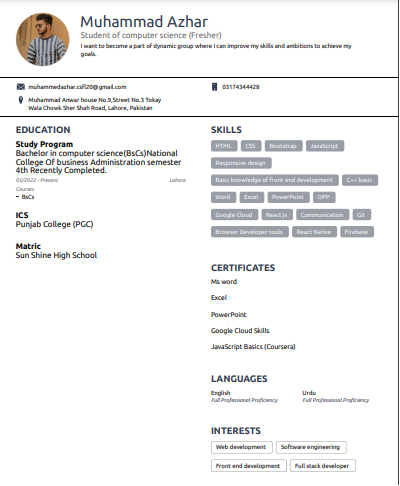 Muhammad Azhar
Student of computer science (Fresher)
I want to become a part of dynamic group where I can improve my skills and ambitions to achieve my
goals.
muhammedazhar.csfl20@gmail.com
03174344428
Muhammad Anwar house No.9,Street No.3 Tokay
Wala Chowk Sher Shah Road, Lahore, Pakistan
EDUCATION
Study Program
Bachelor in computer science(BsCs)National
College Of business Administration semester
4th Recently Completed.
05/2022 - Present Lahore
Courses
- BsCs
ICS
Punjab College (PGC)
Matric
Sun Shine High School
SKILLS
HTML CSS Bootstrap JavaScript
Responsive design
Basic knowledge of front end development C++ basic
Word Excel PowerPoint OPP
Google Cloud React js Communication Git
Browser Developer tools React Native Firebase
CERTIFICATES
Ms word
Excel
PowerPoint
Google Cloud Skills
JavaScript Basics (Coursera)
LANGUAGES
English Urdu
Full Professional Proficiency Full Professional Proficiency
INTERESTS
Web development Software engineering
Front end development Full stack developer